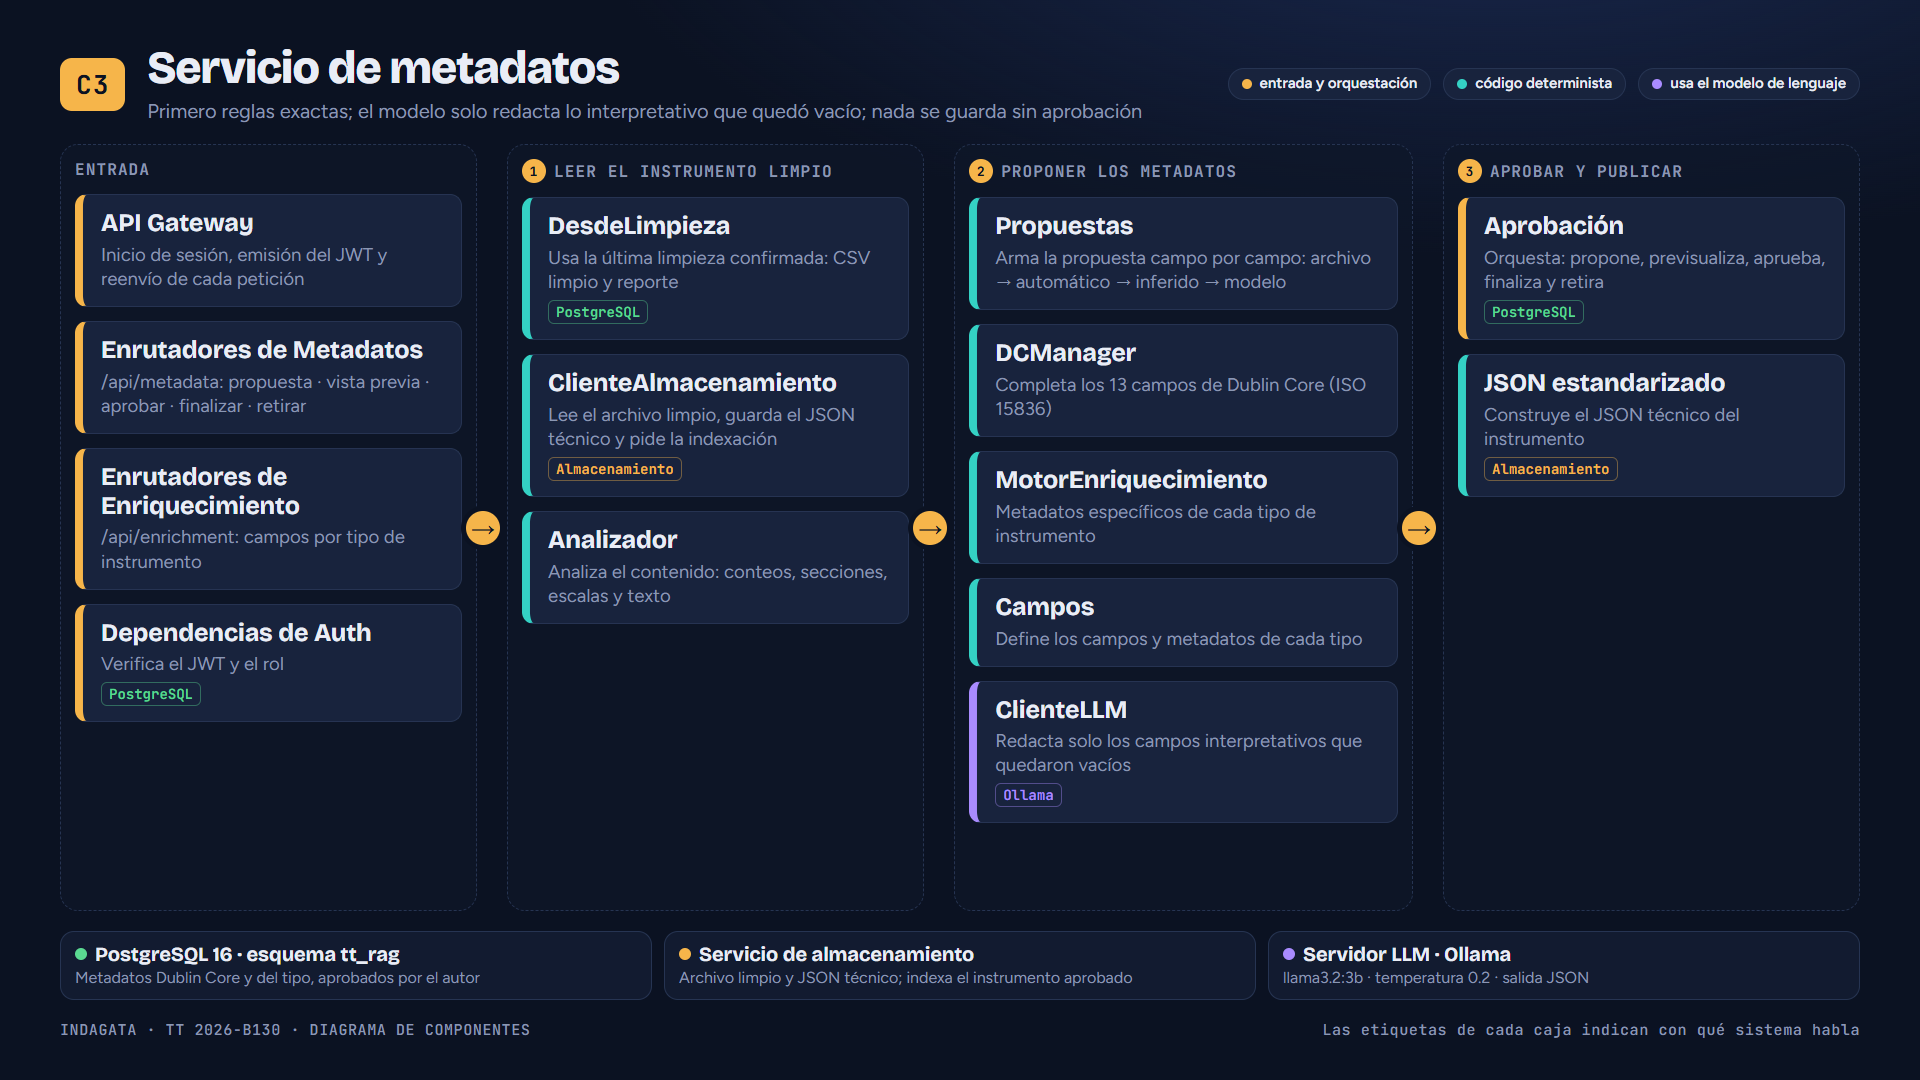 C3
Servicio de metadatos
Primero reglas exactas; el modelo solo redacta lo interpretativo que quedó vacío; nada se guarda sin aprobación
entrada y orquestación
código determinista
usa el modelo de lenguaje
ENTRADA
API Gateway
Inicio de sesión, emisión del JWT y
reenvío de cada petición
Enrutadores de Metadatos
/api/metadata: propuesta · vista previa ·
aprobar · finalizar · retirar
Enrutadores de
Enriquecimiento
/api/enrichment: campos por tipo de
instrumento
Dependencias de Auth
Verifica el JWT y el rol
PostgreSQL
→
1 LEER EL INSTRUMENTO LIMPIO
DesdeLimpieza
Usa la última limpieza confirmada: CSV
limpio y reporte
PostgreSQL
ClienteAlmacenamiento
Lee el archivo limpio, guarda el JSON
técnico y pide la indexación
Almacenamiento
Analizador
Analiza el contenido: conteos, secciones,
escalas y texto
→
2 PROPONER LOS METADATOS
Propuestas
Arma la propuesta campo por campo: archivo
→ automático → inferido → modelo
DCManager
Completa los 13 campos de Dublin Core (ISO
15836)
MotorEnriquecimiento
Metadatos específicos de cada tipo de
instrumento
Campos
Define los campos y metadatos de cada tipo
ClienteLLM
Redacta solo los campos interpretativos que
quedaron vacíos
Ollama
→
3 APROBAR Y PUBLICAR
Aprobación
Orquesta: propone, previsualiza, aprueba,
finaliza y retira
PostgreSQL
JSON estandarizado
Construye el JSON técnico del
instrumento
Almacenamiento
PostgreSQL 16 · esquema tt_rag
Metadatos Dublin Core y del tipo, aprobados por el autor
Servicio de almacenamiento
Archivo limpio y JSON técnico; indexa el instrumento aprobado
Servidor LLM · Ollama
llama3.2:3b · temperatura 0.2 · salida JSON
INDAGATA · TT 2026-B130 · DIAGRAMA DE COMPONENTES
Las etiquetas de cada caja indican con qué sistema habla